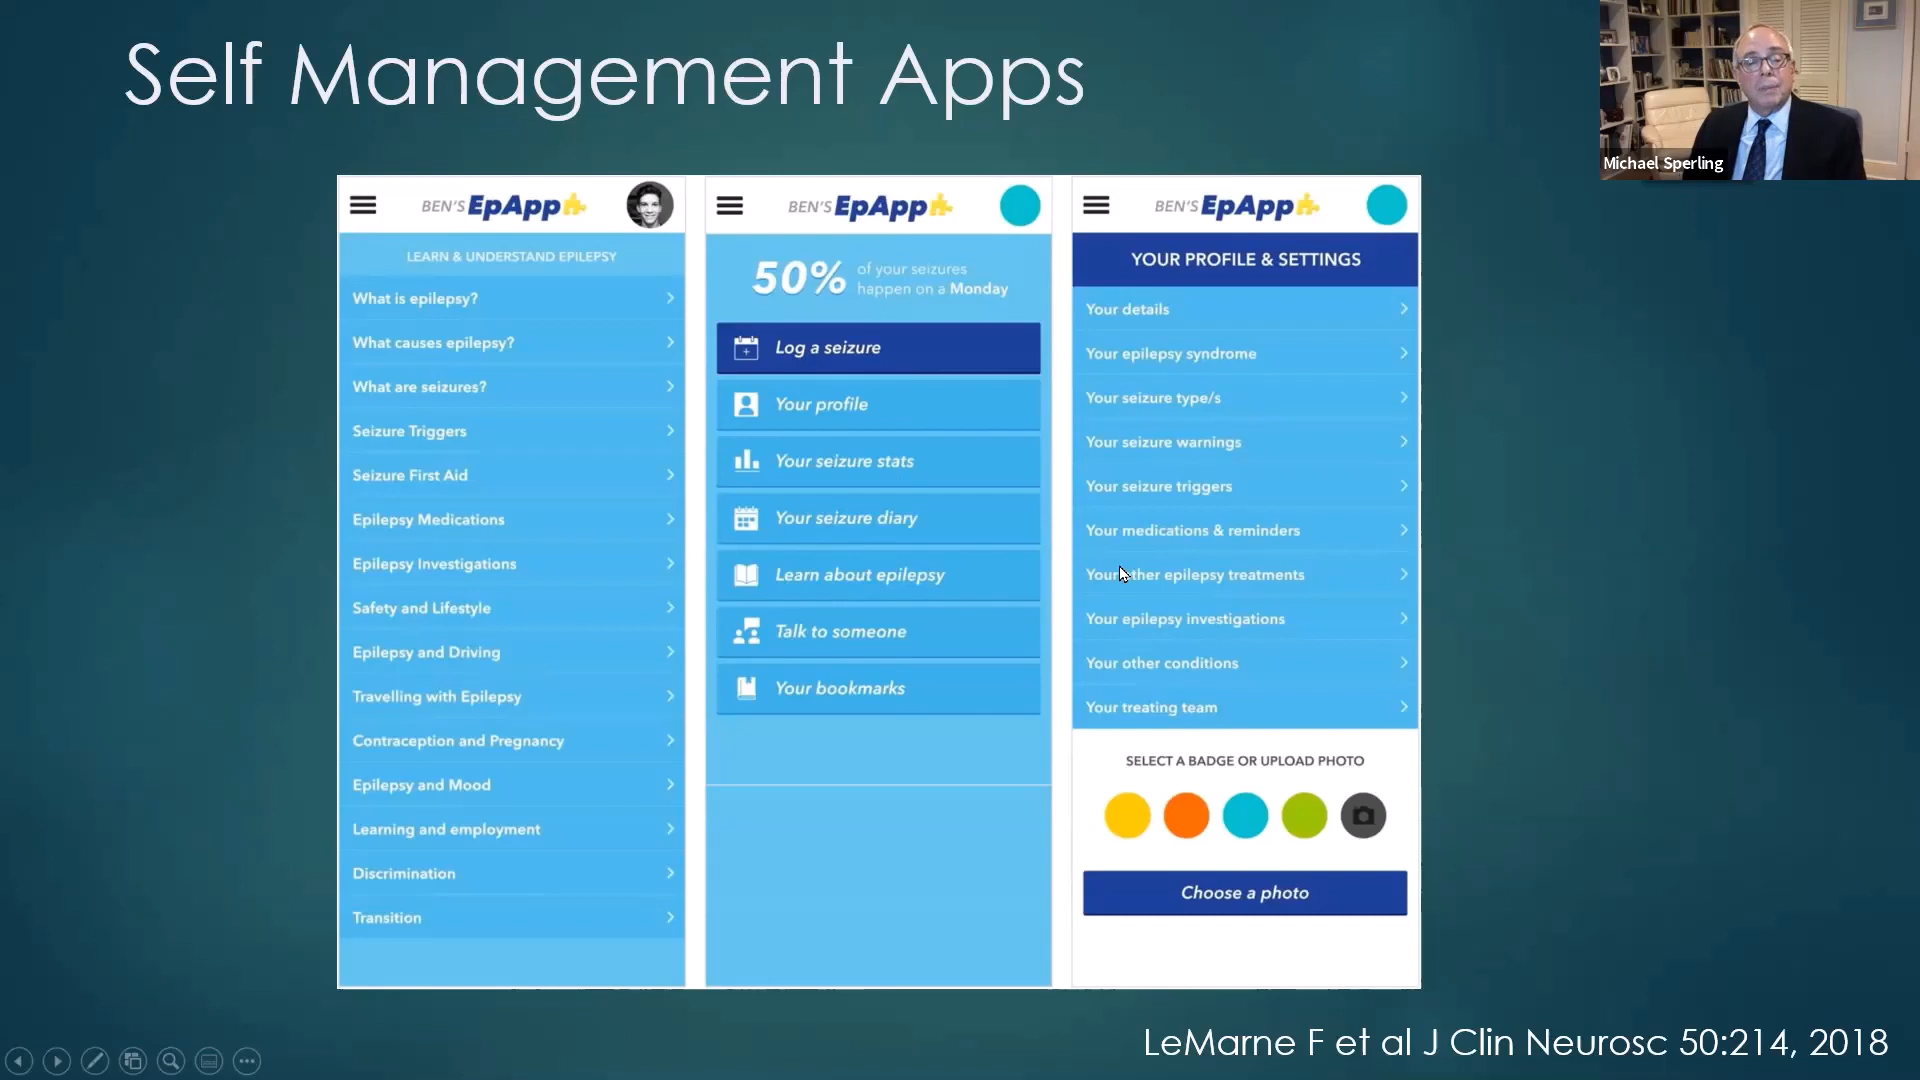 Self Management Apps
Michael Sperling
BEN'S EpApp
LEARN & UNDERSTAND EPILEPSY
What is epilepsy?
What causes epilepsy?
What are seizures?
Seizure Triggers
Seizure First Aid
Epilepsy Medications
Epilepsy Investigations
Safety and Lifestyle
Epilepsy and Driving
Travelling with Epilepsy
Contraception and Pregnancy
Epilepsy and Mood
Learning and employment
Discrimination
Transition
BEN'S EpApp
50% of your seizures
happen on a Monday
Log a seizure
Your profile
Your seizure stats
Your seizure diary
Learn about epilepsy
Talk to someone
Your bookmarks
BEN'S EpApp
YOUR PROFILE & SETTINGS
Your details
Your epilepsy syndrome
Your seizure type/s
Your seizure warnings
Your seizure triggers
Your medications & reminders
Your other epilepsy treatments
Your epilepsy investigations
Your other conditions
Your treating team
SELECT A BADGE OR UPLOAD PHOTO
Choose a photo
LeMarne F et al J Clin Neurosc 50:214, 2018